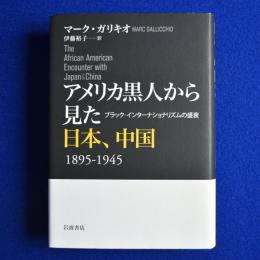 マーク・ガリキオ MARC GALLICCHIO
伊藤裕子──訳
The
African American
Encounter with
Japan&China
アメリカ黒人から
見た ブラック・インターナショナリズムの盛衰
日本、中国
1895-1945
岩波書店